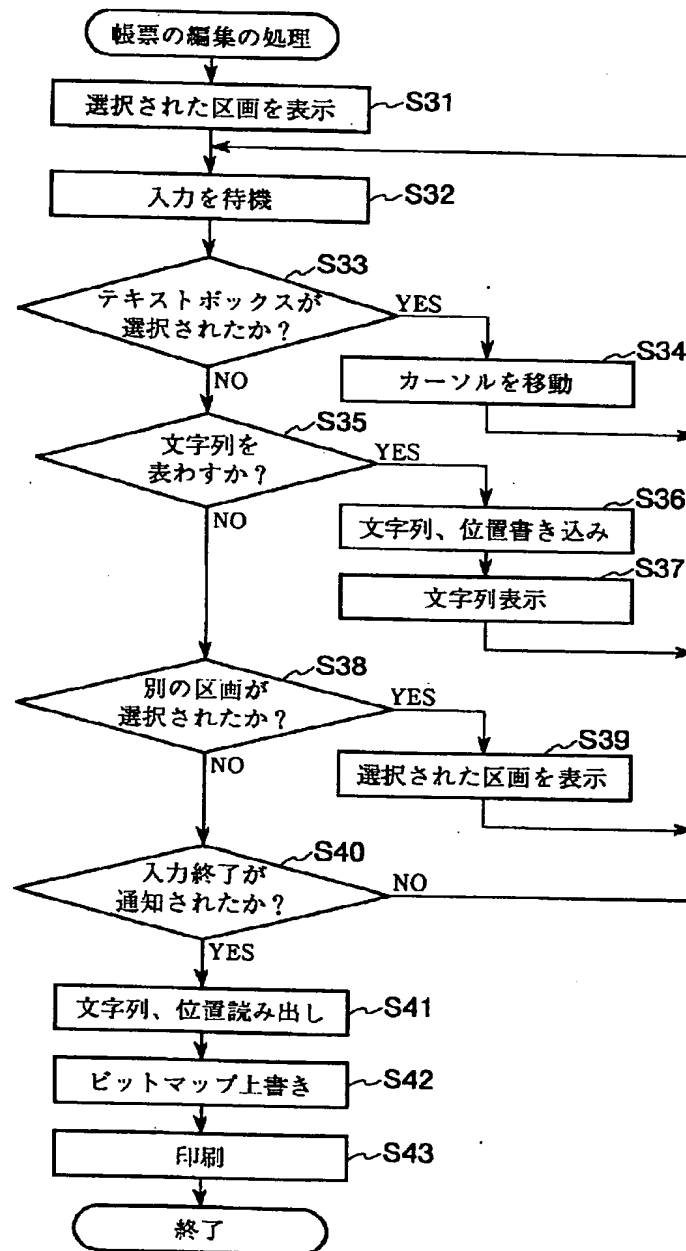 帳票の編集の処理
選択された区画を表示
S31
入力を待機
S32
S33
テキストボックスが
選択されたか?
YES
NO
S34
カーソルを移動
S35
文字列を
表わすか?
YES
NO
S36
文字列、位置書き込み
S37
文字列表示
S38
別の区画が
選択されたか?
YES
NO
S39
選択された区画を表示
S40
入力終了が
通知されたか?
NO
YES
文字列、位置読み出し
S41
ビットマップ上書き
S42
印刷
S43
終了